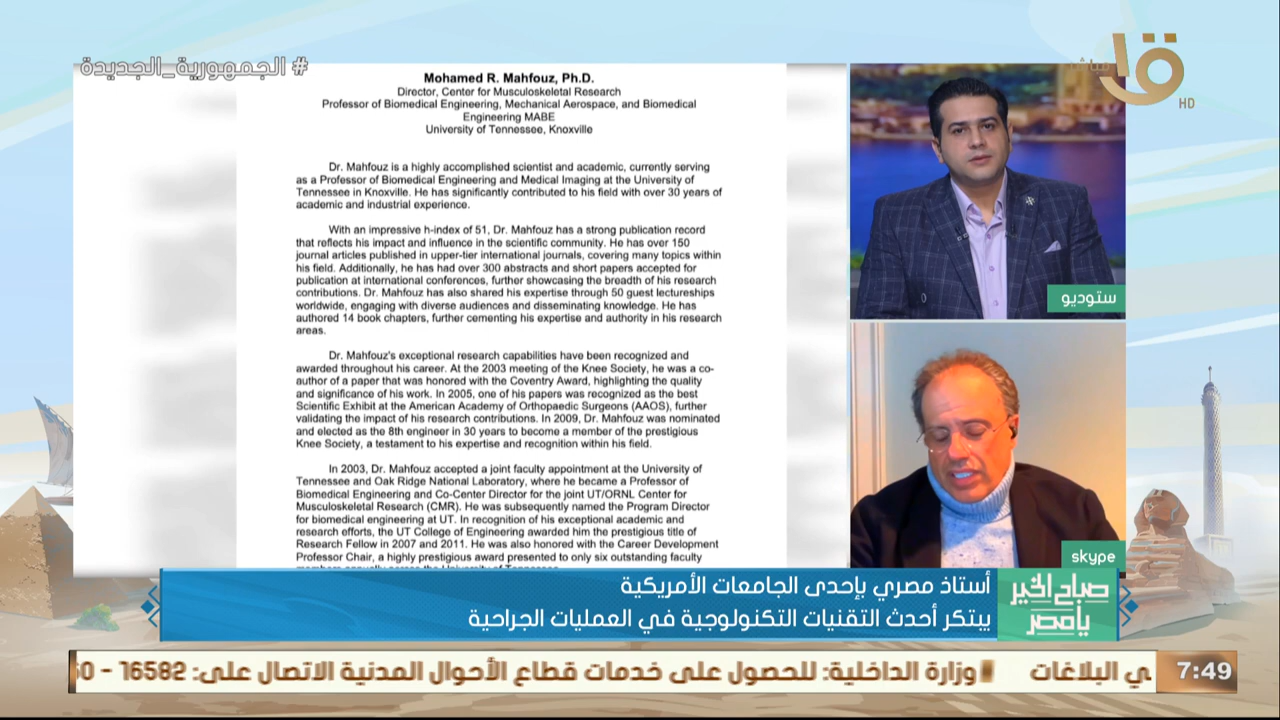 #الجمهورية_الجديدة
Mohamed R. Mahfouz, Ph.D.
Director, Center for Musculoskeletal Research
Professor of Biomedical Engineering, Mechanical Aerospace, and Biomedical
Engineering MABE
University of Tennessee, Knoxville
Dr. Mahfouz is a highly accomplished scientist and academic, currently serving
as a Professor of Biomedical Engineering and Medical Imaging at the University of
Tennessee in Knoxville. He has significantly contributed to his field with over 30 years of
academic and industrial experience.
With an impressive h-index of 51, Dr. Mahfouz has a strong publication record
that reflects his impact and influence in the scientific community. He has over 150
journal articles published in upper-tier international journals, covering many topics within
his field. Additionally, he has had over 300 abstracts and short papers accepted for
publication at international conferences, further showcasing the breadth of his research
contributions. Dr. Mahfouz has also shared his expertise through 50 guest lectureships
worldwide, engaging with diverse audiences and disseminating knowledge. He has
authored 14 book chapters, further cementing his expertise and authority in his research
areas.
Dr. Mahfouz's exceptional research capabilities have been recognized and
awarded throughout his career. At the 2003 meeting of the Knee Society, he was a co-
author of a paper that was honored with the Coventry Award, highlighting the quality
and significance of his work. In 2005, one of his papers was recognized as the best
Scientific Exhibit at the American Academy of Orthopaedic Surgeons (AAOS), further
validating the impact of his research contributions. In 2009, Dr. Mahfouz was nominated
and elected as the 8th engineer in 30 years to become a member of the prestigious
Knee Society, a testament to his expertise and recognition within his field.
In 2003, Dr. Mahfouz accepted a joint faculty appointment at the University of
Tennessee and Oak Ridge National Laboratory, where he became a Professor of
Biomedical Engineering and Co-Center Director for the joint UT/ORNL Center for
Musculoskeletal Research (CMR). He was subsequently named the Program Director
for biomedical engineering at UT. In recognition of his exceptional academic and
research efforts, the UT College of Engineering awarded him the prestigious title of
Research Fellow in 2007 and 2011. He was also honored with the Career Development
Professor Chair, a highly prestigious award presented to only six outstanding faculty
مباشر
HD
ستوديو
skype
صباح الخير
يا مصر
أستاذ مصري بإحدى الجامعات الأمريكية
يبتكر أحدث التقنيات التكنولوجية في العمليات الجراحية
ي البلاغات وزارة الداخلية: للحصول على خدمات قطاع الأحوال المدنية الاتصال على: 16582 -
7:49